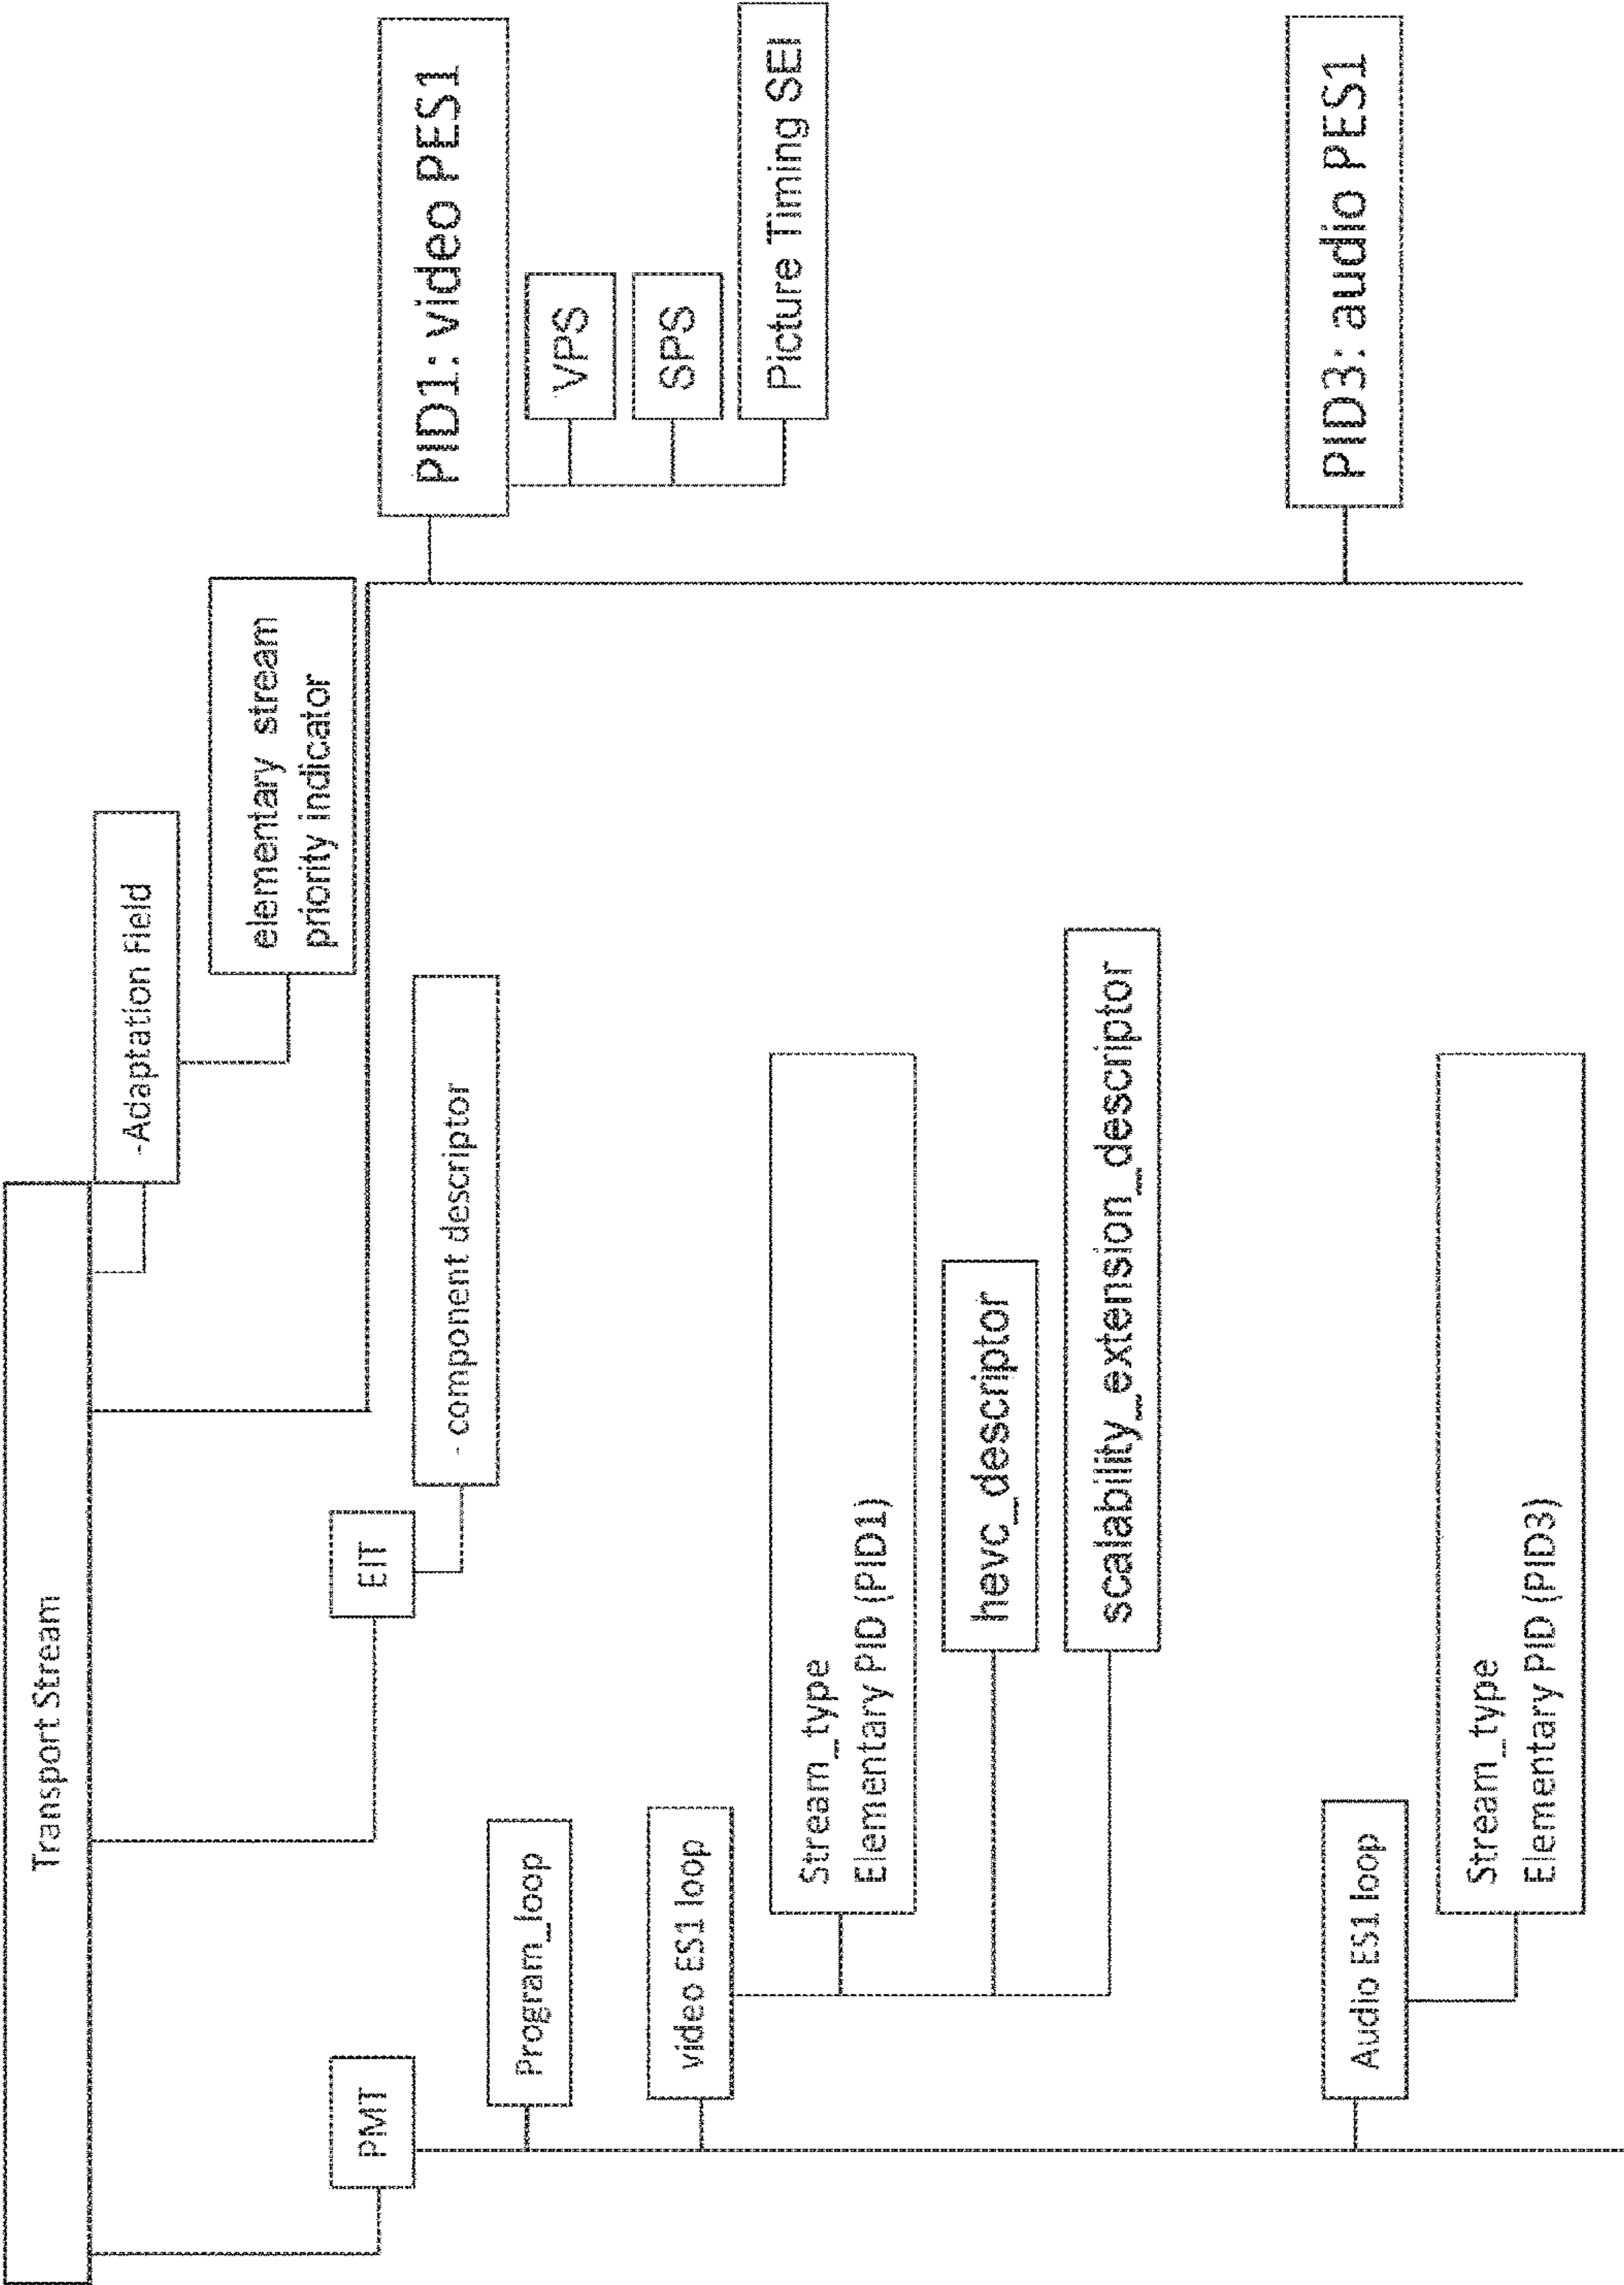 Transport Stream
-Adaptation Field
elementary stream
priority indicator
PMT
EIT
- component descriptor
Program_loop
video ES1 loop
Stream_type
Elementary PID (PID1)
hevc_descriptor
scalability_extension_descriptor
Audio ES1 loop
Stream_type
Elementary PID (PID3)
PID1: video PES1
VPS
SPS
Picture Timing SEI
PID3: audio PES1